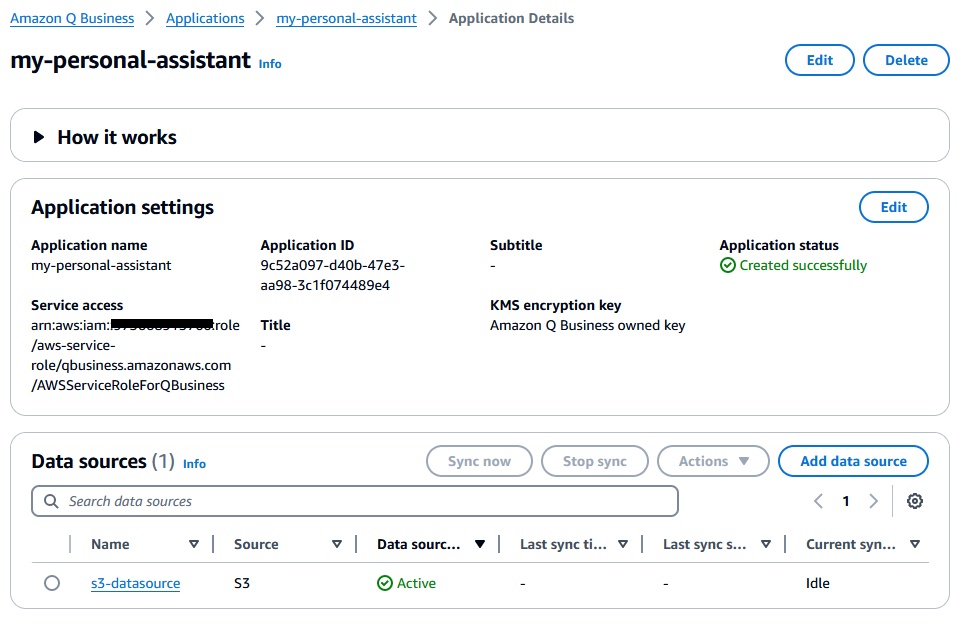 Amazon Q Business > Applications > my-personal-assistant > Application Details
my-personal-assistant Info Edit Delete
How it works
Application settings Edit
Application name Application ID Subtitle Application status
my-personal-assistant 9c52a097-d40b-47e3- - Created successfully
aa98-3c1f074489e4
Service access KMS encryption key
arn:aws:iam: :role Title Amazon Q Business owned key
/aws-service- -
role/qbusiness.amazonaws.com
/AWSServiceRoleForQBusiness
Data sources (1) Info Sync now Stop sync Actions Add data source
Search data sources 1
Name Source Data sourc... Last sync ti... Last sync s... Current syn...
s3-datasource S3 Active - - Idle